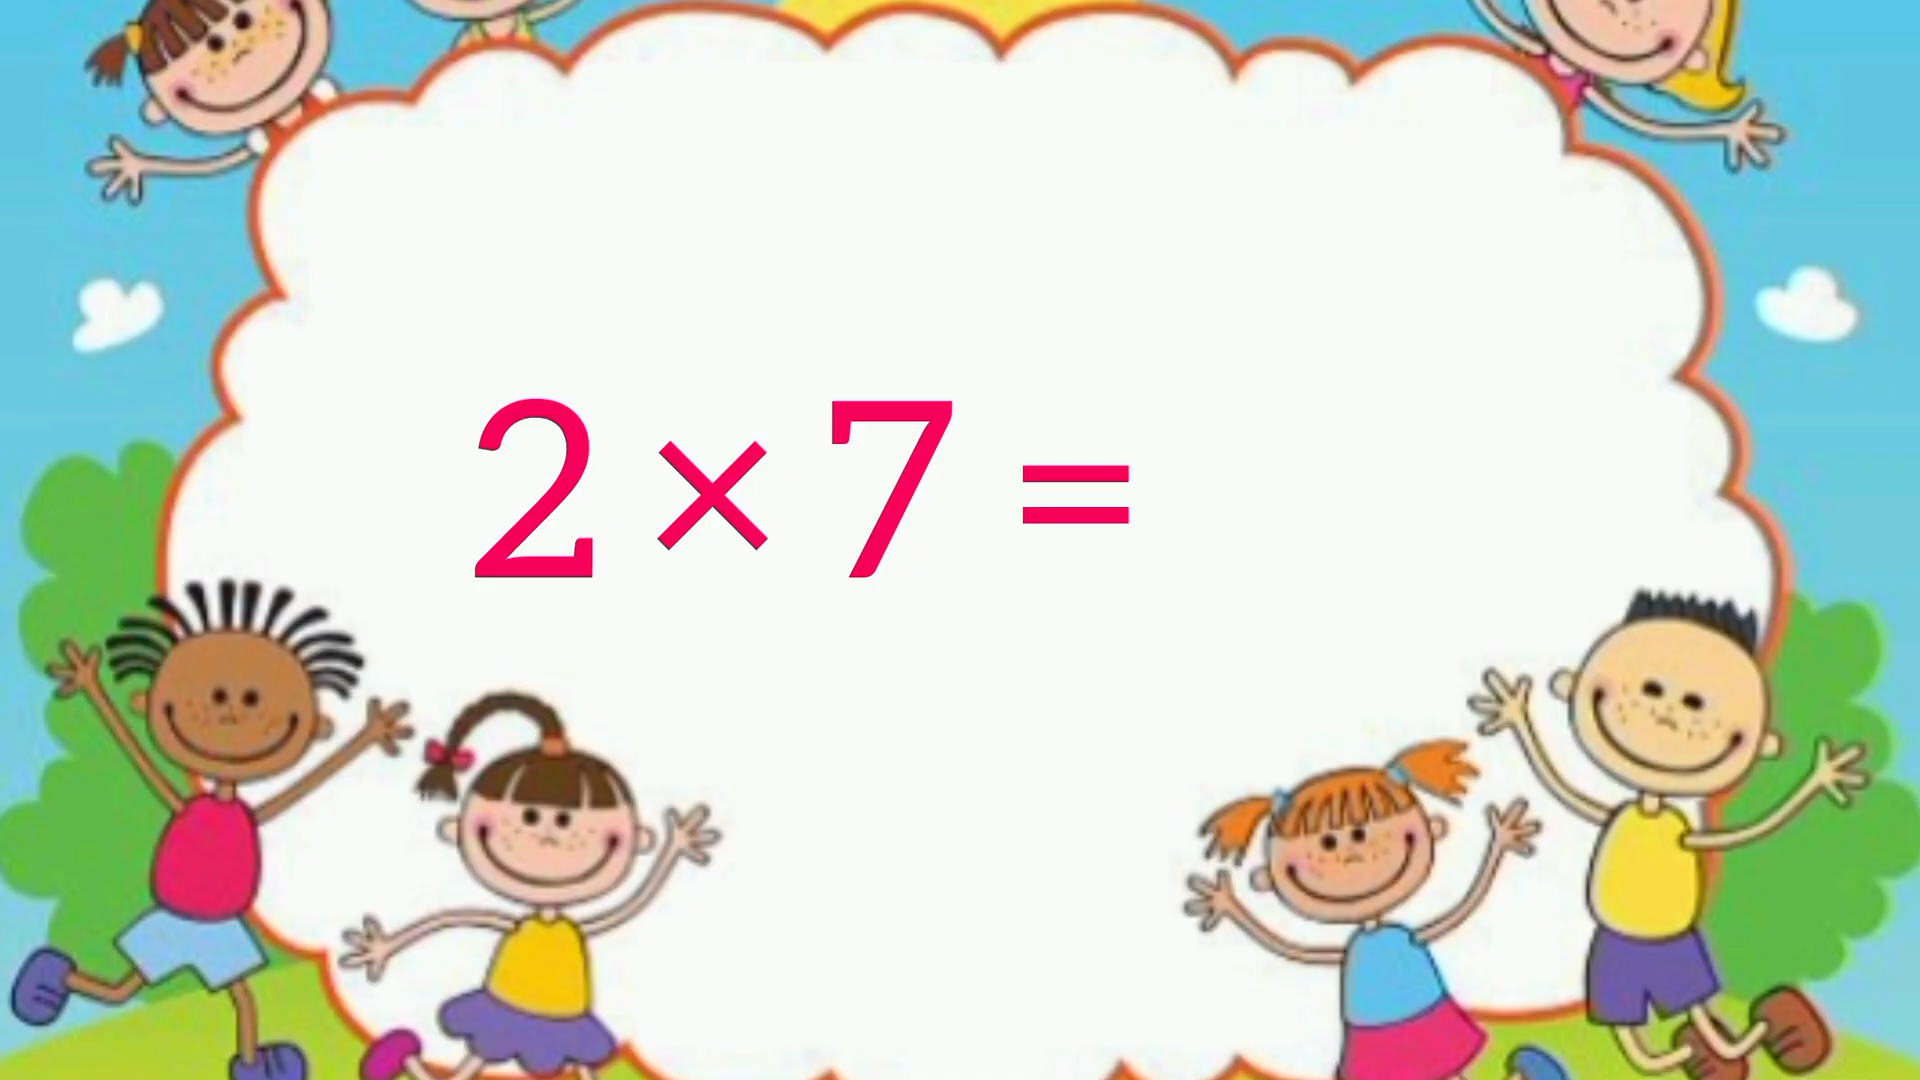 2 × 7 =